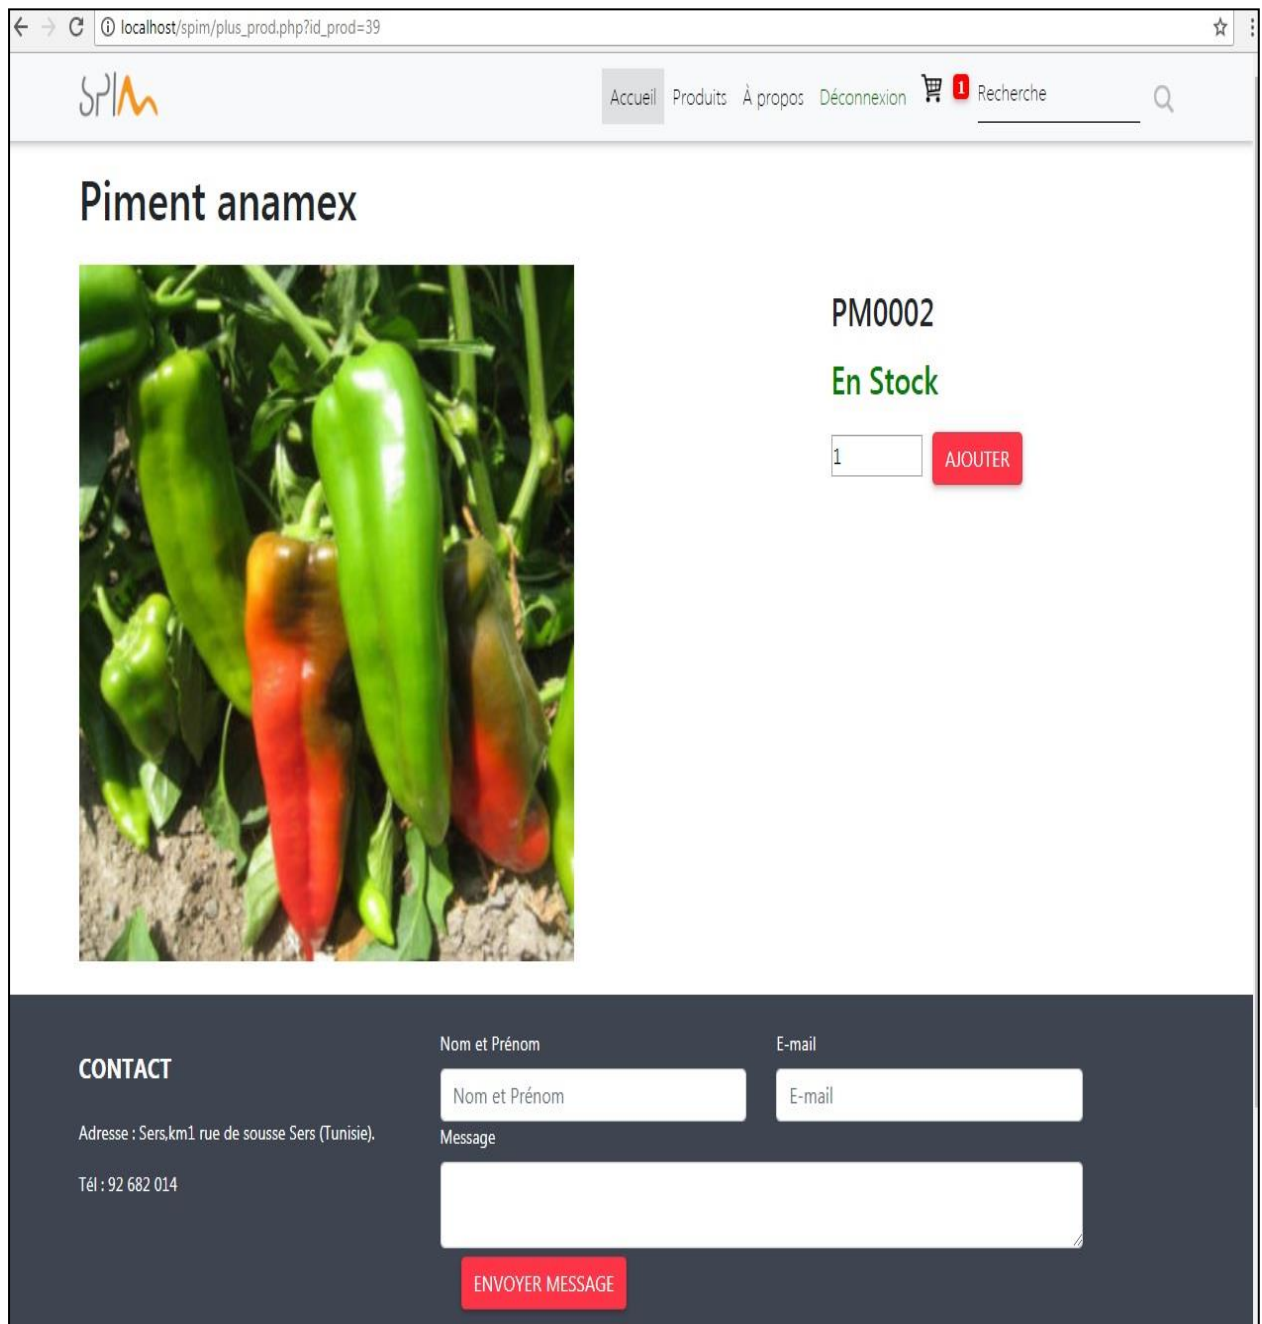 localhost/spim/plus_prod.php?id_prod=39
SPIM
Accueil Produits À propos Déconnexion 1 Recherche
Piment anamex
PM0002
En Stock
1 AJOUTER
CONTACT
Adresse : Sers,km1 rue de sousse Sers (Tunisie).
Tél : 92 682 014
Nom et Prénom E-mail
Nom et Prénom E-mail
Message
ENVOYER MESSAGE